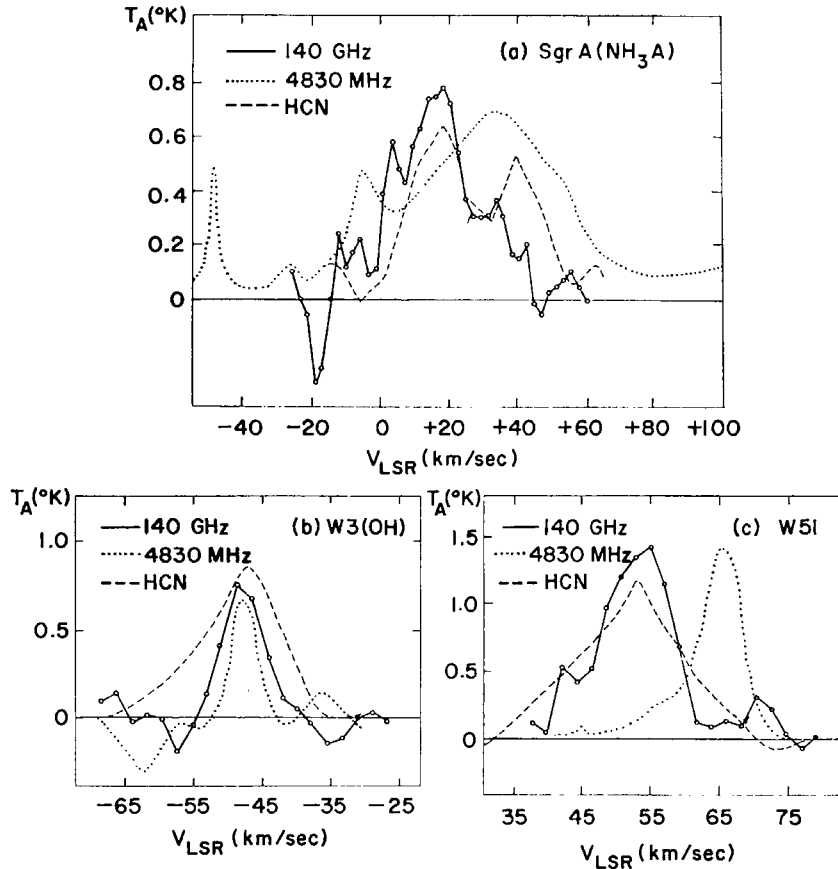 T_A(°K)
140 GHz
4830 MHz
HCN
(a) SgrA(NH₃A)
0.8
0.6
0.4
0.2
0
-40 -20 0 +20 +40 +60 +80 +100
V_LSR (km/sec)
T_A(°K)
140 GHz
4830 MHz
HCN
(b) W3(OH)
1.0
0.5
0
-65 -55 -45 -35 -25
V_LSR (km/sec)
T_A(°K)
140 GHz
4830 MHz
HCN
(c) W51
1.5
1.0
0.5
0
35 45 55 65 75
V_LSR (km/sec)